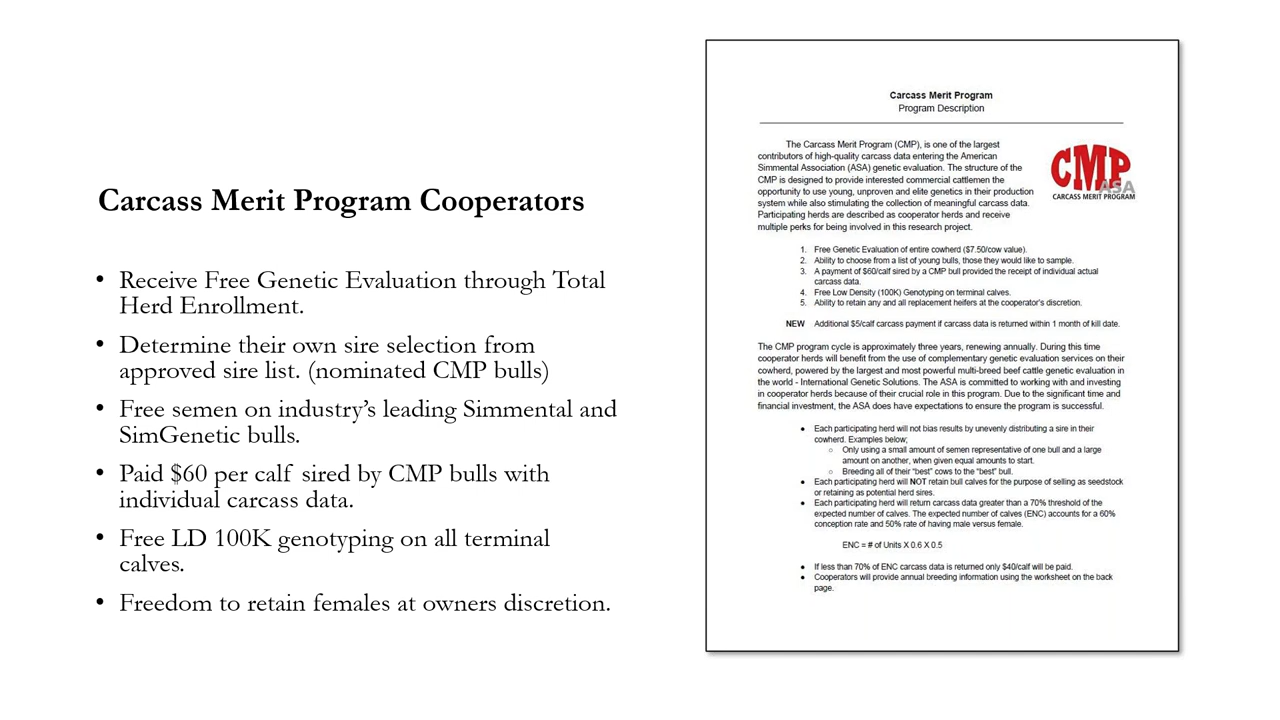 Carcass Merit Program Cooperators
• Receive Free Genetic Evaluation through Total
Herd Enrollment.
• Determine their own sire selection from
approved sire list. (nominated CMP bulls)
• Free semen on industry's leading Simmental and
SimGenetic bulls.
• Paid $60 per calf sired by CMP bulls with
individual carcass data.
• Free LD 100K genotyping on all terminal
calves.
• Freedom to retain females at owners discretion.
Carcass Merit Program
Program Description
The Carcass Merit Program (CMP), is one of the largest
contributors of high-quality carcass data entering the American
Simmental Association (ASA) genetic evaluation. The structure of the
CMP is designed to provide interested commercial cattlemen the
opportunity to use young, unproven and elite genetics in their production
system while also stimulating the collection of meaningful carcass data.
Participating herds are described as cooperator herds and receive
multiple perks for being involved in this research project.
CMP
ASA
CARCASS MERIT PROGRAM
1. Free Genetic Evaluation of entire cowherd ($7.50/cow value).
2. Ability to choose from a list of young bulls, those they would like to sample.
3. A payment of $60/calf sired by a CMP bull provided the receipt of individual actual
carcass data.
4. Free Low Density (100K) Genotyping on terminal calves.
5. Ability to retain any and all replacement heifers at the cooperator's discretion.
NEW Additional $5/calf carcass payment if carcass data is returned within 1 month of kill date.
The CMP program cycle is approximately three years, renewing annually. During this time
cooperator herds will benefit from the use of complementary genetic evaluation services on their
cowherd, powered by the largest and most powerful multi-breed beef cattle genetic evaluation in
the world - International Genetic Solutions. The ASA is committed to working with and investing
in cooperator herds because of their crucial role in this program. Due to the significant time and
financial investment, the ASA does have expectations to ensure the program is successful.
• Each participating herd will not bias results by unevenly distributing a sire in their
cowherd. Examples below;
○ Only using a small amount of semen representative of one bull and a large
amount on another, when given equal amounts to start.
○ Breeding all of their "best" cows to the "best" bull.
• Each participating herd will NOT retain bull calves for the purpose of selling as seedstock
or retaining as potential herd sires.
• Each participating herd will return carcass data greater than a 70% threshold of the
expected number of calves. The expected number of calves (ENC) accounts for a 60%
conception rate and 50% rate of having male versus female.
ENC = # of Units X 0.6 X 0.5
• If less than 70% of ENC carcass data is returned only $40/calf will be paid.
• Cooperators will provide annual breeding information using the worksheet on the back
page.